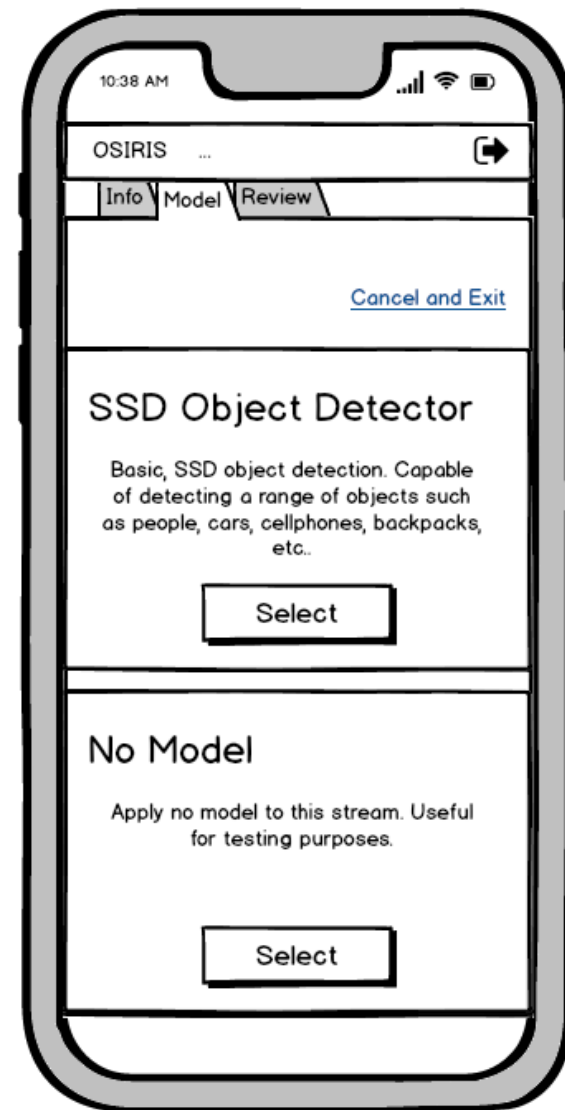 10:38 AM
OSIRIS ...
Info Model Review
Cancel and Exit
SSD Object Detector
Basic, SSD object detection. Capable
of detecting a range of objects such
as people, cars, cellphones, backpacks,
etc..
Select
No Model
Apply no model to this stream. Useful
for testing purposes.
Select